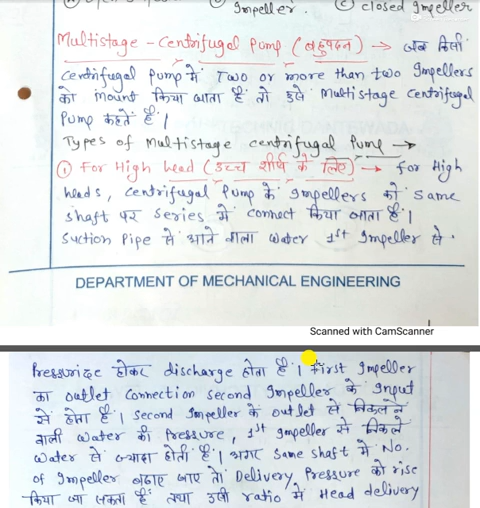 Impeller. (c) closed Impeller
Multistage - Centrifugal Pump (बहुपदन) → जब किसी
Centrifugal Pump में Two or more than two Impellers
को mount किया जाता है तो इसे Multistage Centrifugal
Pump कहते हैं।
Types of Multistage centrifugal Pump →
① For High head (उच्च शीर्ष के लिए) → for High
heads, Centrifugal Pump के Impellers को Same
shaft पर Series में connect किया जाता है।
Suction Pipe से आने वाला water 1st Impeller से
DEPARTMENT OF MECHANICAL ENGINEERING
Scanned with CamScanner
Pressurize होकर discharge होता है। First Impeller
का outlet Connection second Impeller के Input
से होता है। Second Impeller के outlet से निकलने
वाली Water की Pressure, 1st Impeller से निकले
Water से ज्यादा होती है। अगर Same shaft में No.
of Impeller बढ़ाए जाए तो Delivery Pressure को rise
किया जा सकता है तथा उसी ratio में Head delivery